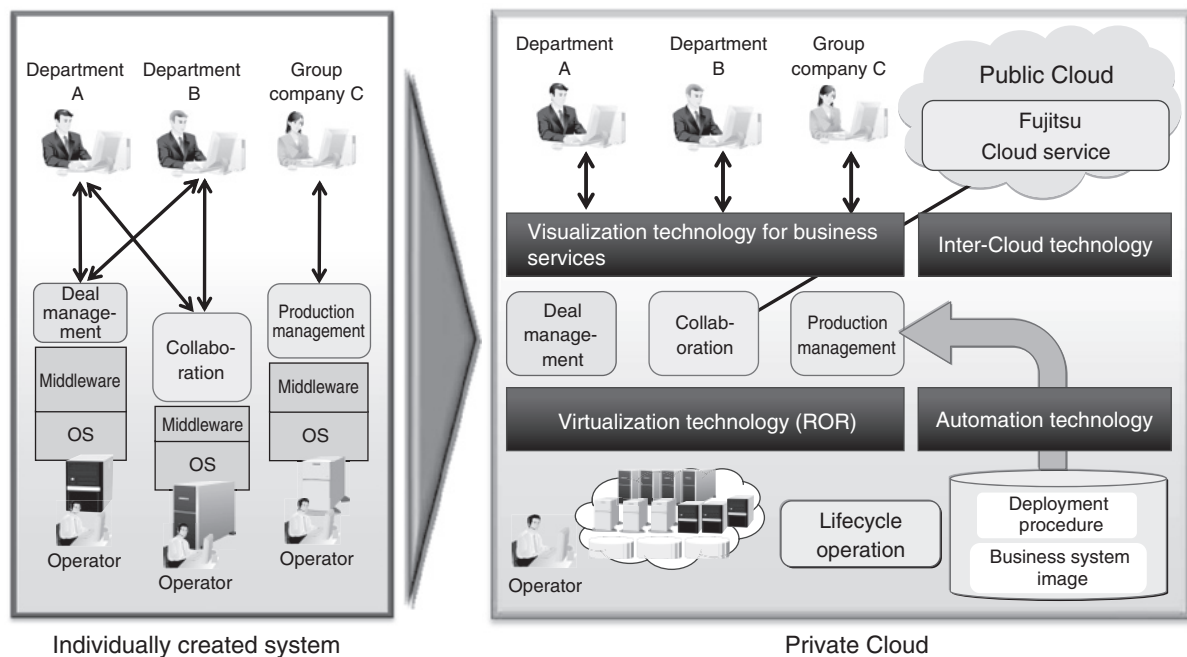 Department
A
Department
B
Group
company C
Deal
manage-
ment
Middleware
OS
Operator
Collabo-
ration
Middleware
OS
Operator
Production
management
Middleware
OS
Operator
Individually created system
Department
A
Department
B
Group
company C
Public Cloud
Fujitsu
Cloud service
Visualization technology for business
services
Inter-Cloud technology
Deal
manage-
ment
Collab-
oration
Production
management
Virtualization technology (ROR)
Automation technology
Operator
Lifecycle
operation
Deployment
procedure
Business system
image
Private Cloud